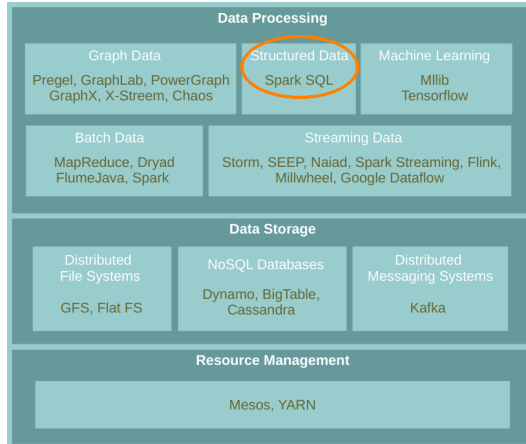 Data Processing
Graph Data
Pregel, GraphLab, PowerGraph
GraphX, X-Streem, Chaos
Structured Data
Spark SQL
Machine Learning
Mllib
Tensorflow
Batch Data
MapReduce, Dryad
FlumeJava, Spark
Streaming Data
Storm, SEEP, Naiad, Spark Streaming, Flink,
Millwheel, Google Dataflow
Data Storage
Distributed
File Systems
GFS, Flat FS
NoSQL Databases
Dynamo, BigTable,
Cassandra
Distributed
Messaging Systems
Kafka
Resource Management
Mesos, YARN